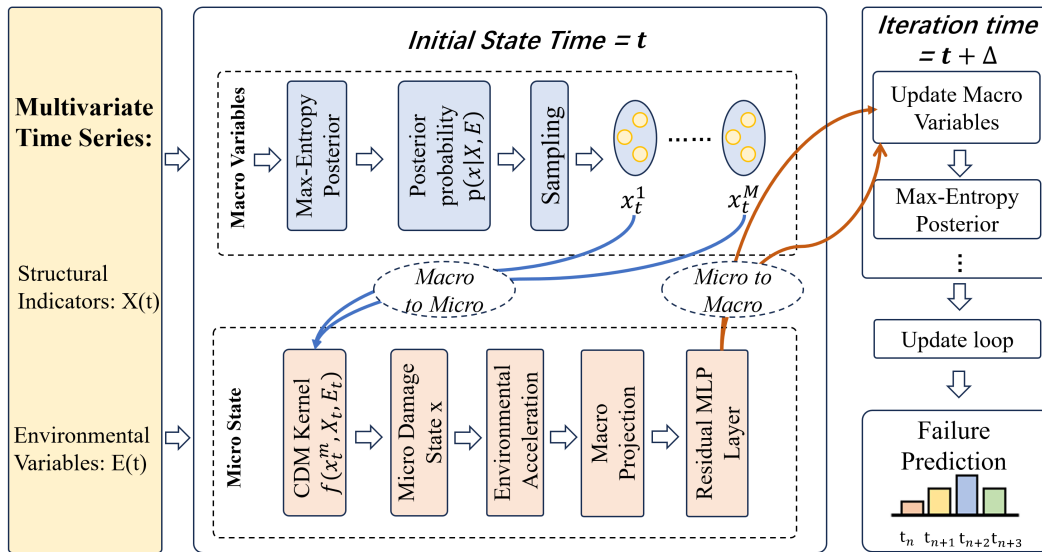 Multivariate
Time Series:
Structural
Indicators: X(t)
Environmental
Variables: E(t)
Initial State Time = t
Macro Variables
Max-Entropy
Posterior
Posterior
probability
p(x|X, E)
Sampling
......
x_t^1
x_t^M
Macro
to Micro
Micro to
Macro
Micro State
CDM Kernel
f(x_t^m, X_t, E_t)
Micro Damage
State x
Environmental
Acceleration
Macro
Projection
Residual MLP
Layer
Iteration time
= t + Δ
Update Macro
Variables
Max-Entropy
Posterior
⋮
Update loop
Failure
Prediction
t_n t_{n+1} t_{n+2} t_{n+3}